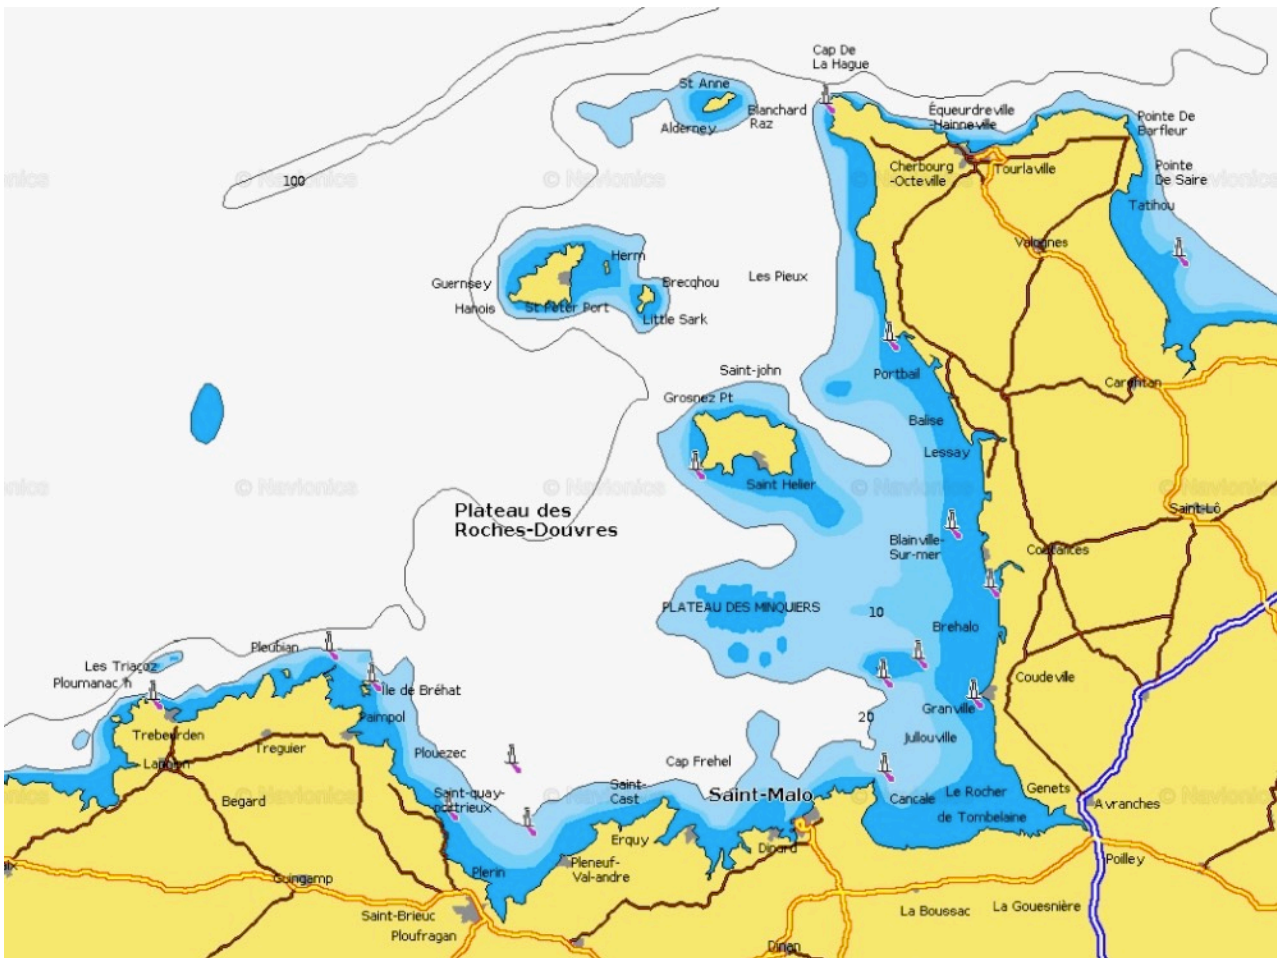 Cap De
La Hague
St Anne
Blanchard
Raz
Alderney
Équeurdreville
-Hainneville
Pointe De
Barfleur
Cherbourg
-Octeville
Tourlaville
Pointe
De Saire
© Navionics
© Navionics
100
Tatihou
Valognes
Herm
Guernsey
Brecqhou
Les Pieux
Hanois
St Peter Port
Little Sark
Saint-john
Portbail
Carentan
Grosnez Pt
Balise
Lessay
Saint Helier
© Navionics
© Navionics
© Navionics
Plateau des
Roches-Douvres
Saint-Lô
Blainville-
Sur-mer
Coutances
PLATEAU DES MINQUIERS
10
Brehalo
Pleubian
Les Triagoz
Ploumanac'h
Île de Bréhat
Coudeville
Granville
Paimpol
20
Trebeurden
Treguier
Plouezec
Jullouville
Cap Frehel
Lannion
Saint-
Cast
Saint-quay-
portrieux
Begard
Saint-Malo
Cancale
Le Rocher
de Tombelaine
Genets
Avranches
Erquy
Dinard
Pleneuf-
Val-andre
Plerin
Poilley
Guingamp
Saint-Brieuc
Ploufragan
La Boussac
La Gouesnière
Dinan